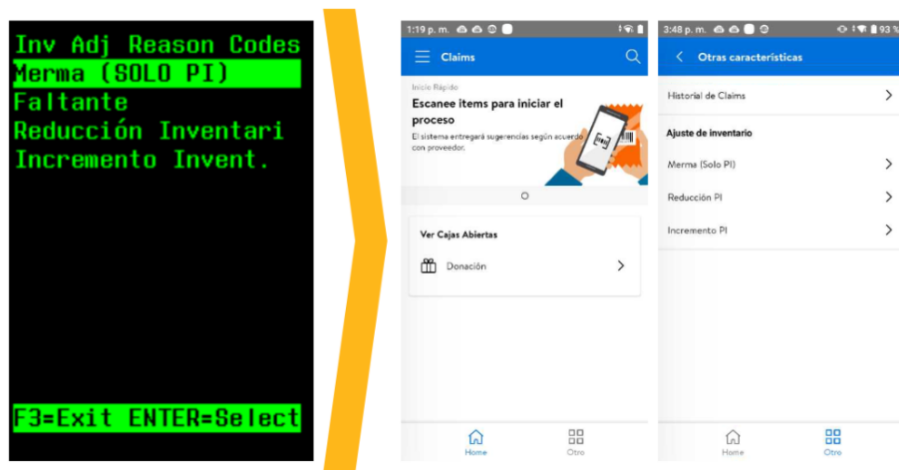 Inv Adj Reason Codes
Merma (SOLO PI)
Faltante
Reducción Inventari
Incremento Invent.
F3=Exit ENTER=Select
1:19 p. m.
Claims
Inicio Rápido
Escanee items para iniciar el
proceso
El sistema entregará sugerencias según acuerdo
con proveedor.
Ver Cajas Abiertas
Donación
Home
Otro
3:48 p. m.
93 %
Otras características
Historial de Claims
Ajuste de inventario
Merma (Solo PI)
Reducción PI
Incremento PI
Home
Otro